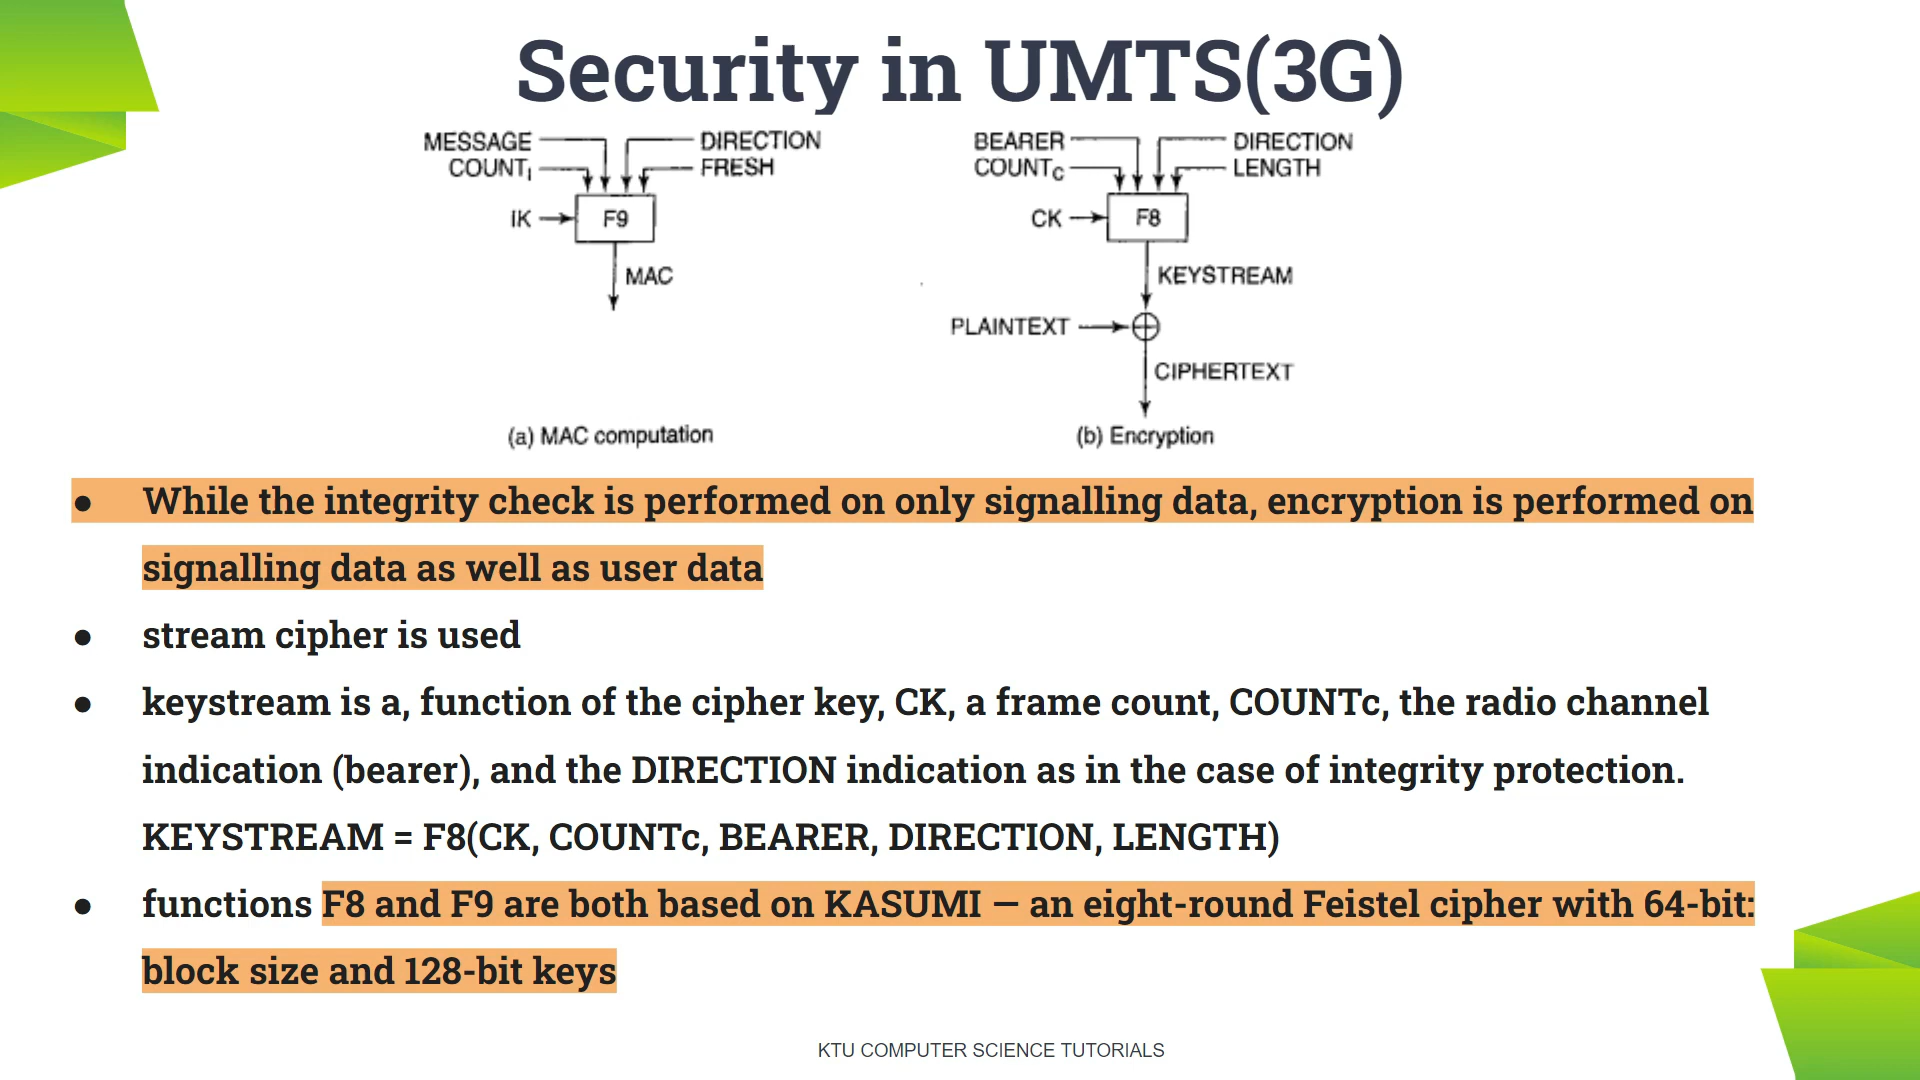 Security in UMTS(3G)
MESSAGE
DIRECTION
COUNTI
FRESH
IK
F9
MAC
(a) MAC computation
BEARER
DIRECTION
COUNTC
LENGTH
CK
F8
KEYSTREAM
PLAINTEXT
CIPHERTEXT
(b) Encryption
● While the integrity check is performed on only signalling data, encryption is performed on
signalling data as well as user data
● stream cipher is used
● keystream is a, function of the cipher key, CK, a frame count, COUNTc, the radio channel
indication (bearer), and the DIRECTION indication as in the case of integrity protection.
KEYSTREAM = F8(CK, COUNTc, BEARER, DIRECTION, LENGTH)
● functions F8 and F9 are both based on KASUMI — an eight-round Feistel cipher with 64-bit:
block size and 128-bit keys
KTU COMPUTER SCIENCE TUTORIALS